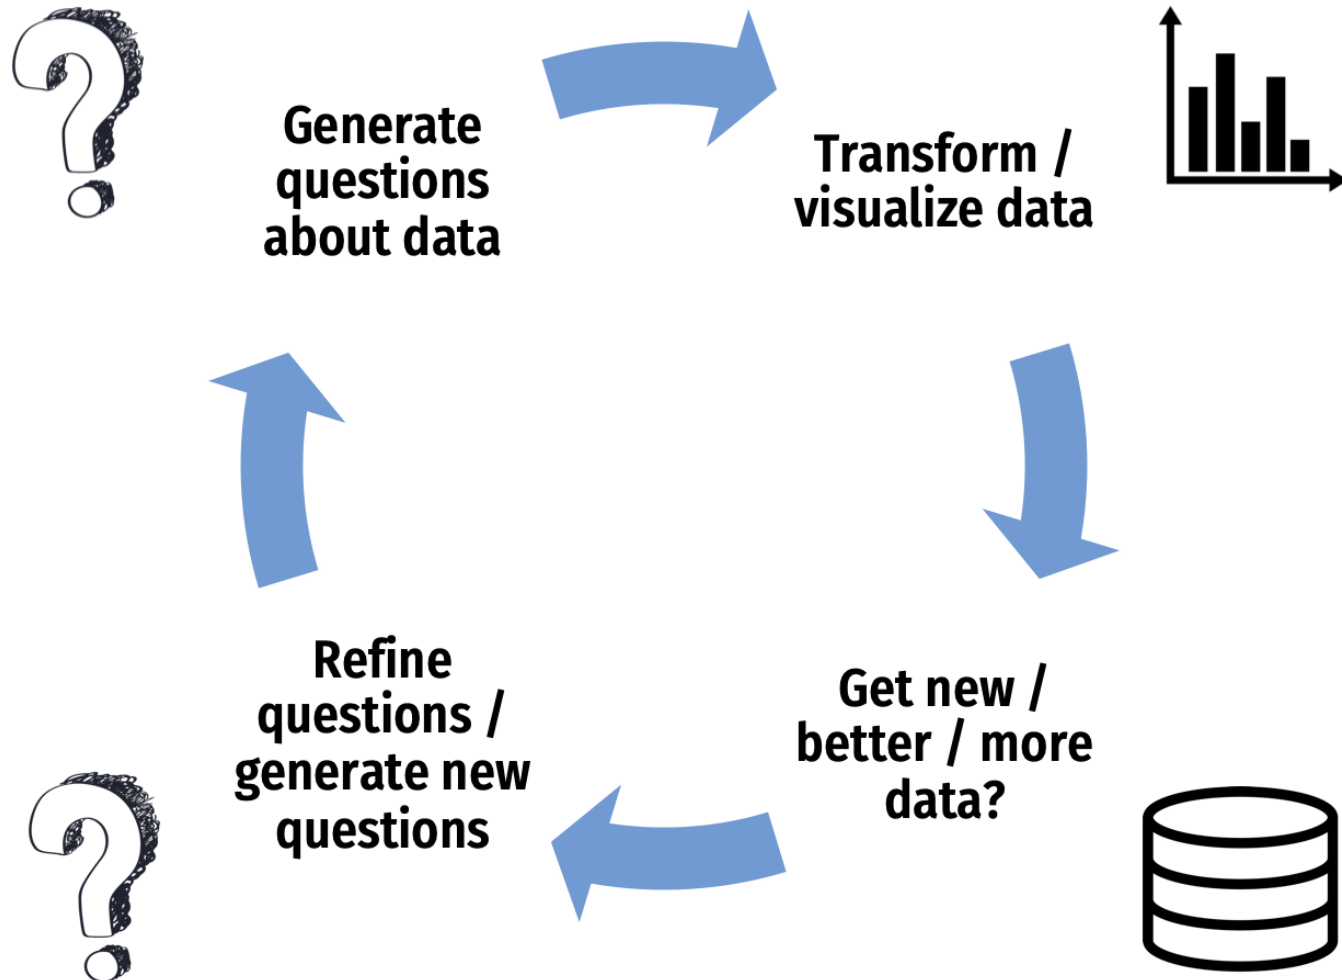 Generate
questions
about data
Transform /
visualize data
Get new /
better / more
data?
Refine
questions /
generate new
questions